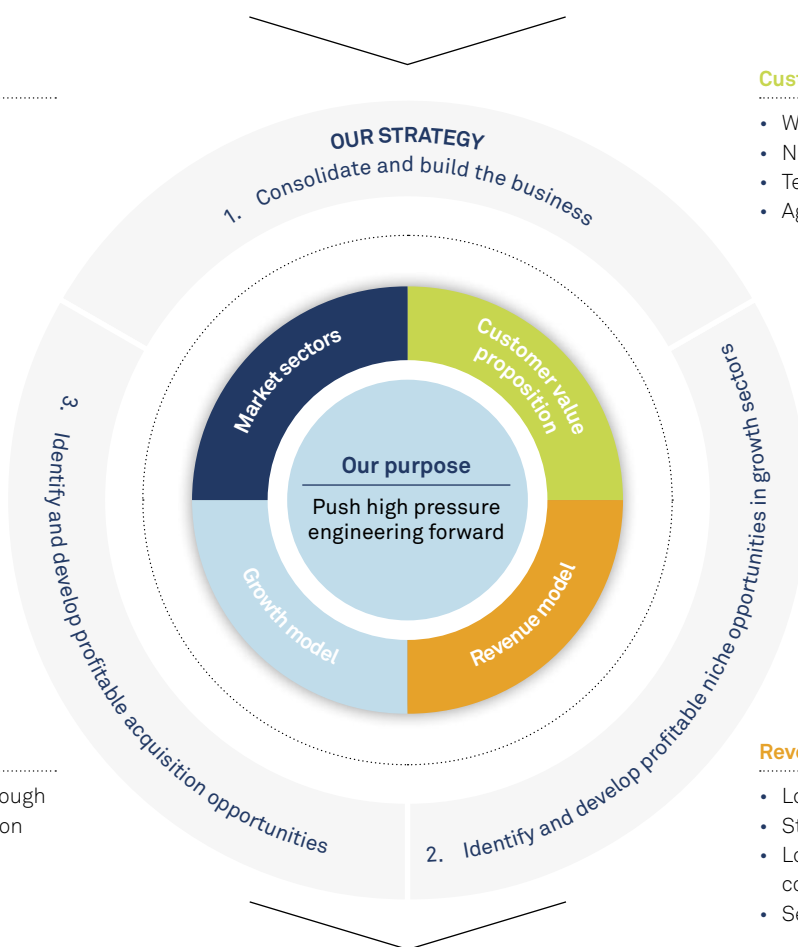 OUR STRATEGY
1. Consolidate and build the business
Market sectors
Customer value
proposition
Our purpose
Push high pressure
engineering forward
Growth model
Revenue model
2. Identify and develop profitable niche opportunities in growth sectors
3. Identify and develop profitable acquisition opportunities